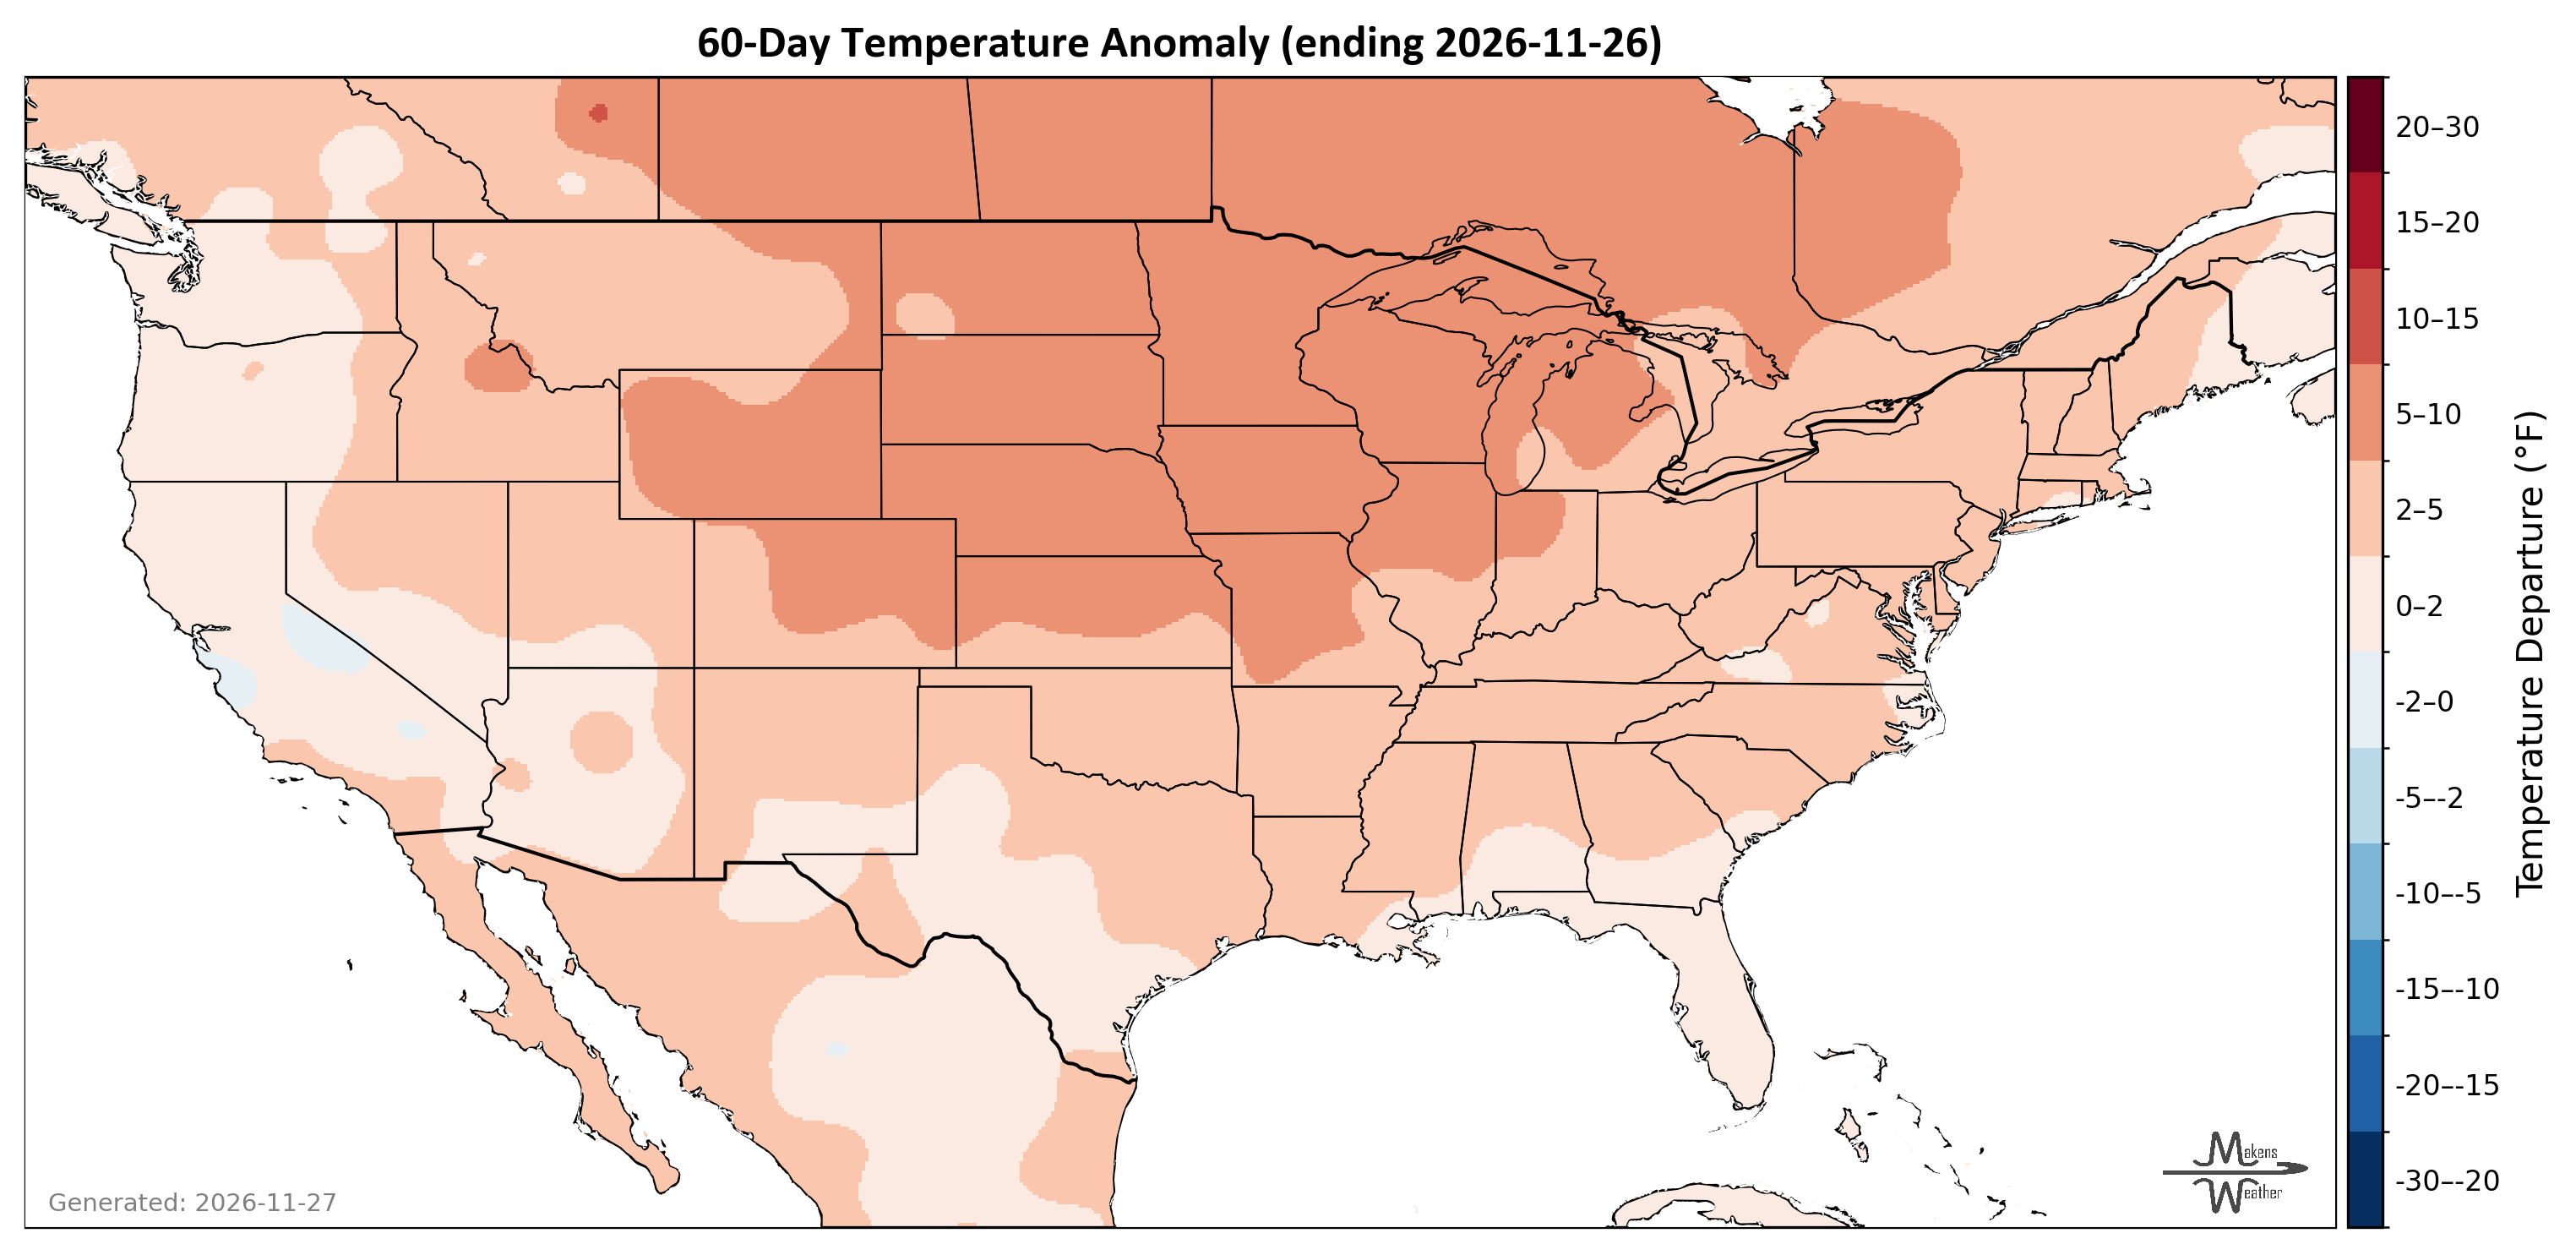 60-Day Temperature Anomaly (ending 2026-11-26)
20–30
15–20
10–15
5–10
2–5
0–2
-2–0
-5–-2
-10–-5
-15–-10
-20–-15
-30–-20
Temperature Departure (°F)
Makens
Weather
Generated: 2026-11-27